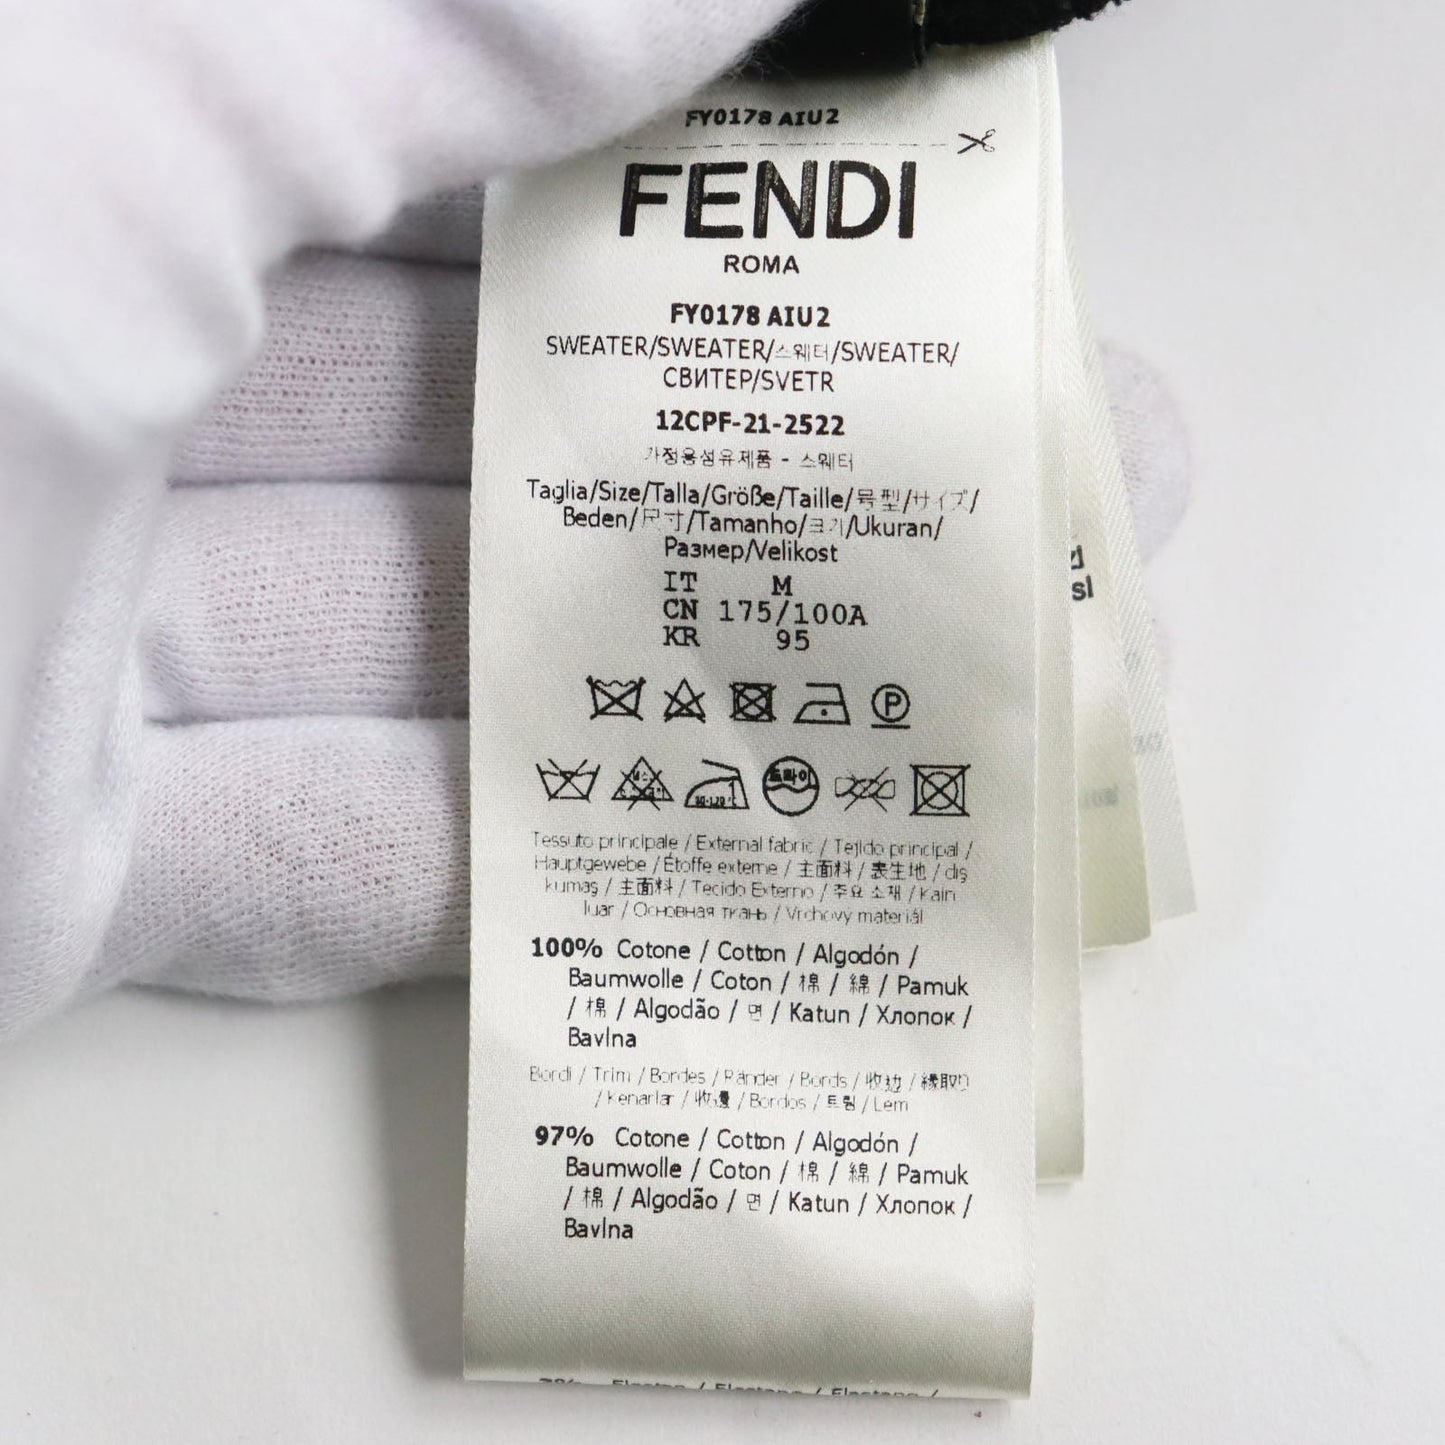 FY0178 AIU2
FENDI
ROMA
FY0178 AIU2
SWEATER/SWEATER/스웨터/SWEATER/
СВИТЕР/SVETR
12CPF-21-2522
가정용섬유제품 - 스웨터
Taglia/Size/Talla/Größe/Taille/号型/サイズ/
Beden/尺寸/Tamanho/크기/Ukuran/
Размер/Velikost
IT M
CN 175/100A
KR 95
P
드라이
Tessuto principale / External fabric / Tejido principal /
Hauptgewebe / Étoffe externe / 主面料 / 表生地 / dış
kumaş / 主面料 / Tecido Externo / 주요 소재 / Kain
luar / Основная ткань / Vrchový materiál
100% Cotone / Cotton / Algodón /
Baumwolle / Coton / 棉 / 綿 / Pamuk
/ 棉 / Algodão / 면 / Katun / Хлопок /
Bavlna
Bordi / Trim / Bordes / Ränder / Bords / 收边 / 縁取り
/ kenarlar / 收邊 / Bordos / 트림 / Lem
97% Cotone / Cotton / Algodón /
Baumwolle / Coton / 棉 / 綿 / Pamuk
/ 棉 / Algodão / 면 / Katun / Хлопок /
Bavlna
Elastane / Elastane / Elastano /